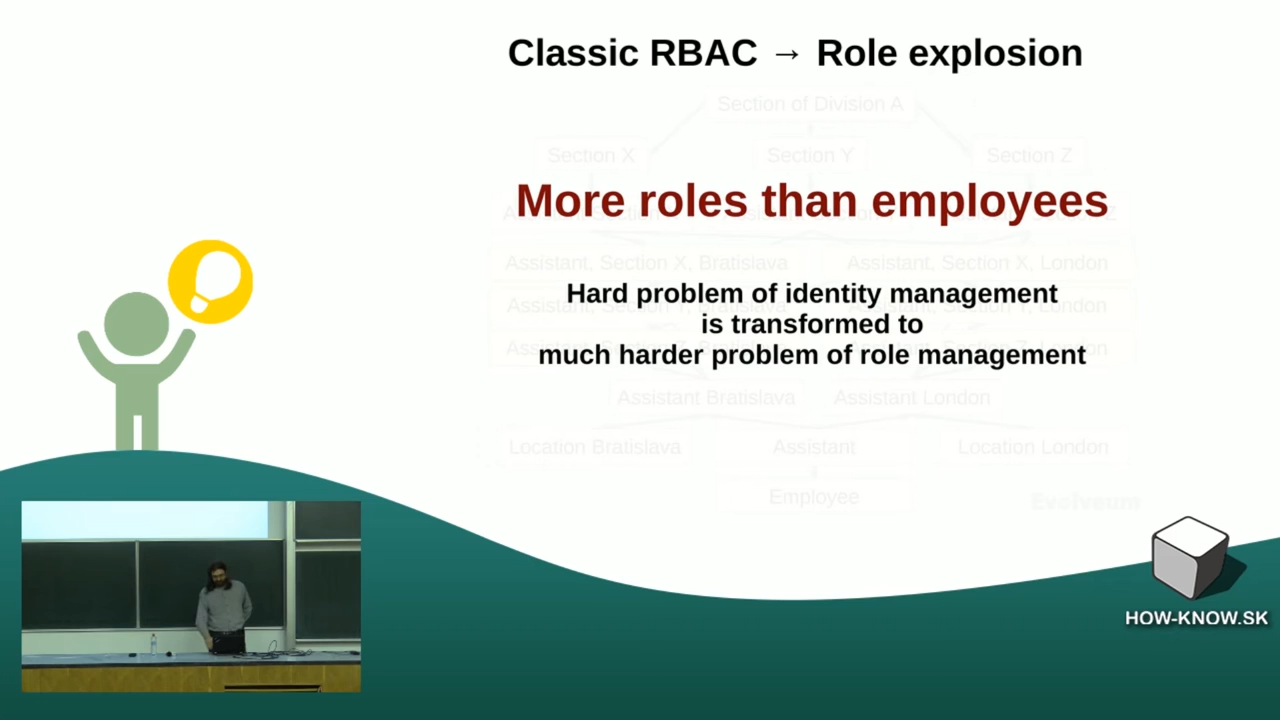 Classic RBAC → Role explosion
Section of Division A
Section X
Section Y
Section Z
More roles than employees
Assistant, Section X, Bratislava
Assistant, Section X, London
Hard problem of identity management
is transformed to
much harder problem of role management
Assistant Bratislava
Assistant London
Location Bratislava
Assistant
Location London
Employee
Evolveum
HOW-KNOW.SK